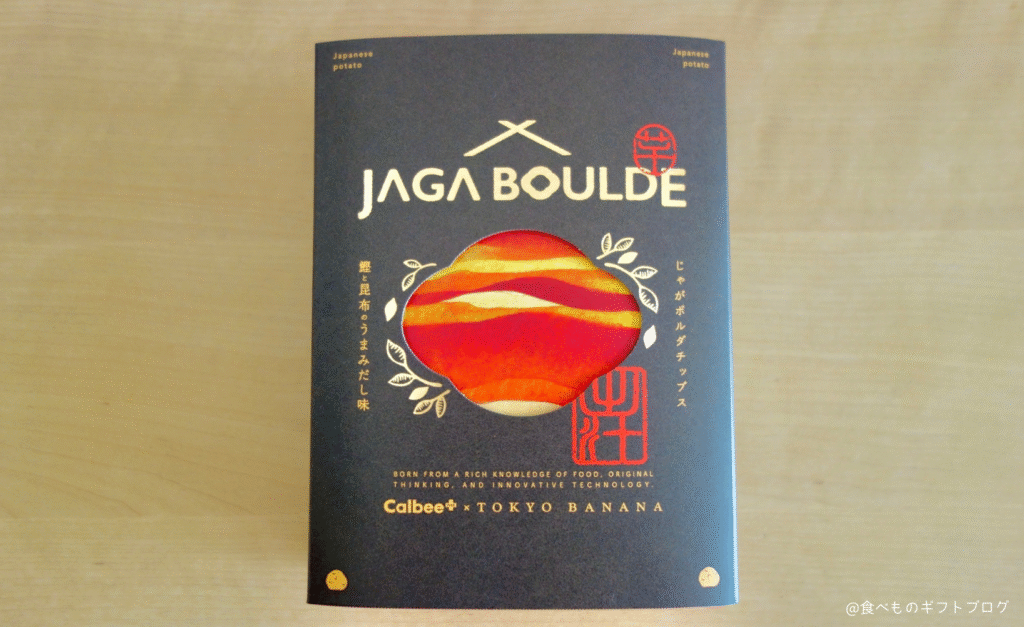 Japanese
potato
Japanese
potato
芋
JAGA BOULDE
鰹と昆布のうまみだし味
じゃがボルダチップス
BORN FROM A RICH KNOWLEDGE OF FOOD, ORIGINAL
THINKING, AND INNOVATIVE TECHNOLOGY.
Calbee+ × TOKYO BANANA
@食べものギフトブログ